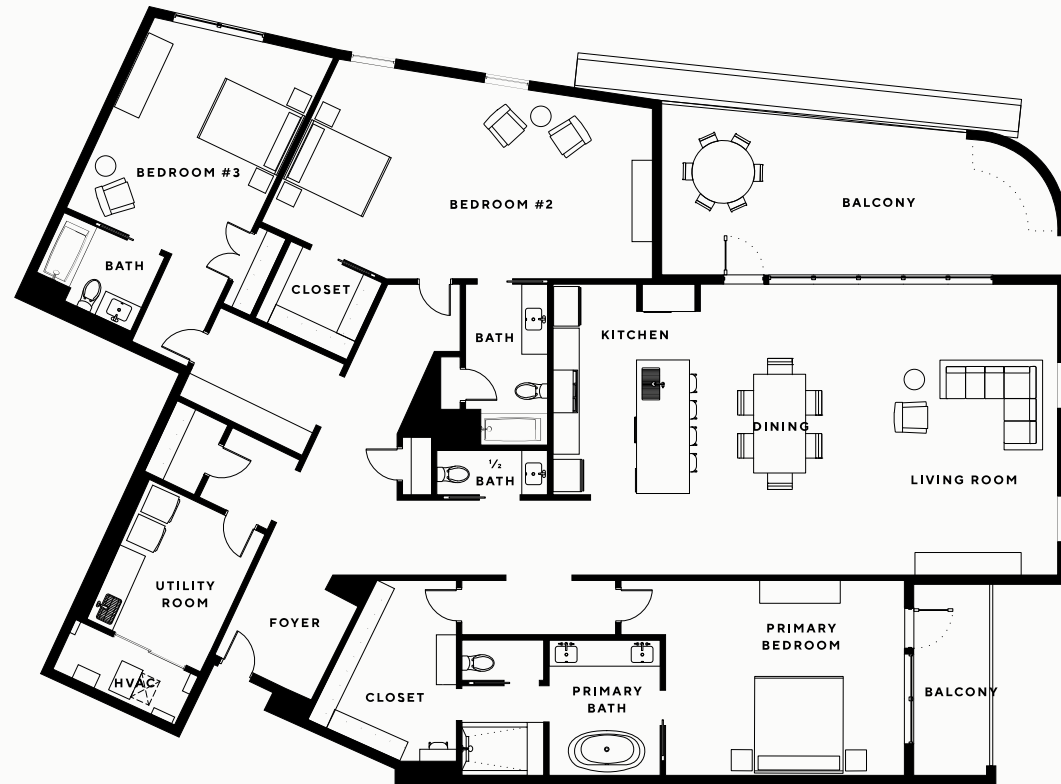 BEDROOM #3
BEDROOM #2
BALCONY
BATH
CLOSET
BATH
KITCHEN
DINING
½
BATH
LIVING ROOM
UTILITY
ROOM
FOYER
PRIMARY
BEDROOM
HVAC
CLOSET
PRIMARY
BATH
BALCONY